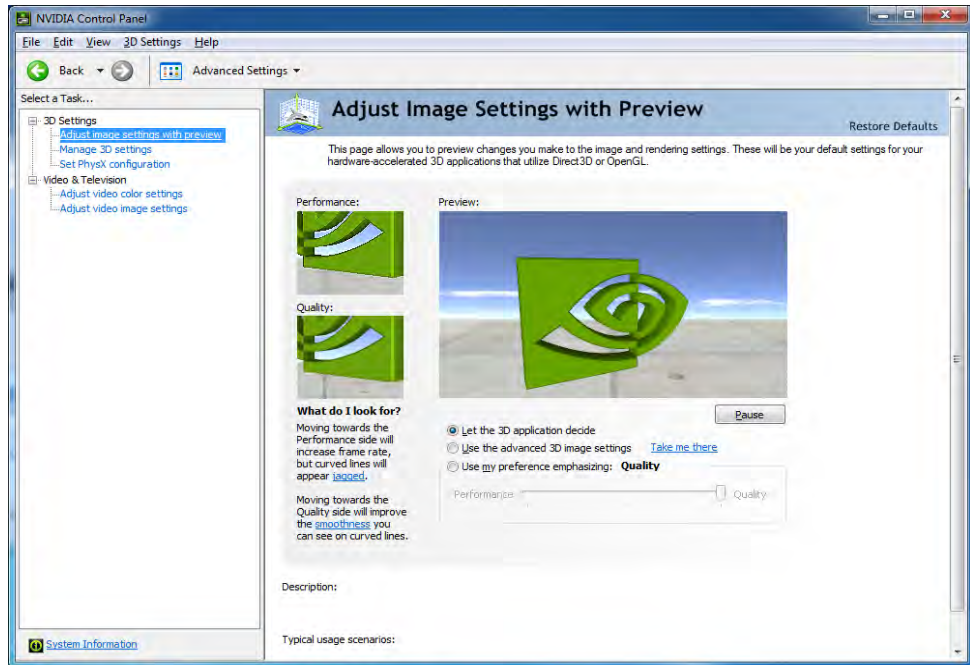 NVIDIA Control Panel
File Edit View 3D Settings Help
Back
Advanced Settings
Select a Task...
3D Settings
Adjust image settings with preview
Manage 3D settings
Set PhysX configuration
Video & Television
Adjust video color settings
Adjust video image settings
System Information
Adjust Image Settings with Preview
Restore Defaults
This page allows you to preview changes you make to the image and rendering settings. These will be your default settings for your
hardware-accelerated 3D applications that utilize Direct3D or OpenGL.
Performance:
Quality:
What do I look for?
Moving towards the
Performance side will
increase frame rate,
but curved lines will
appear jagged.
Moving towards the
Quality side will improve
the smoothness you
can see on curved lines.
Preview:
Pause
Let the 3D application decide
Use the advanced 3D image settings Take me there
Use my preference emphasizing: Quality
Performance Quality
Description:
Typical usage scenarios: